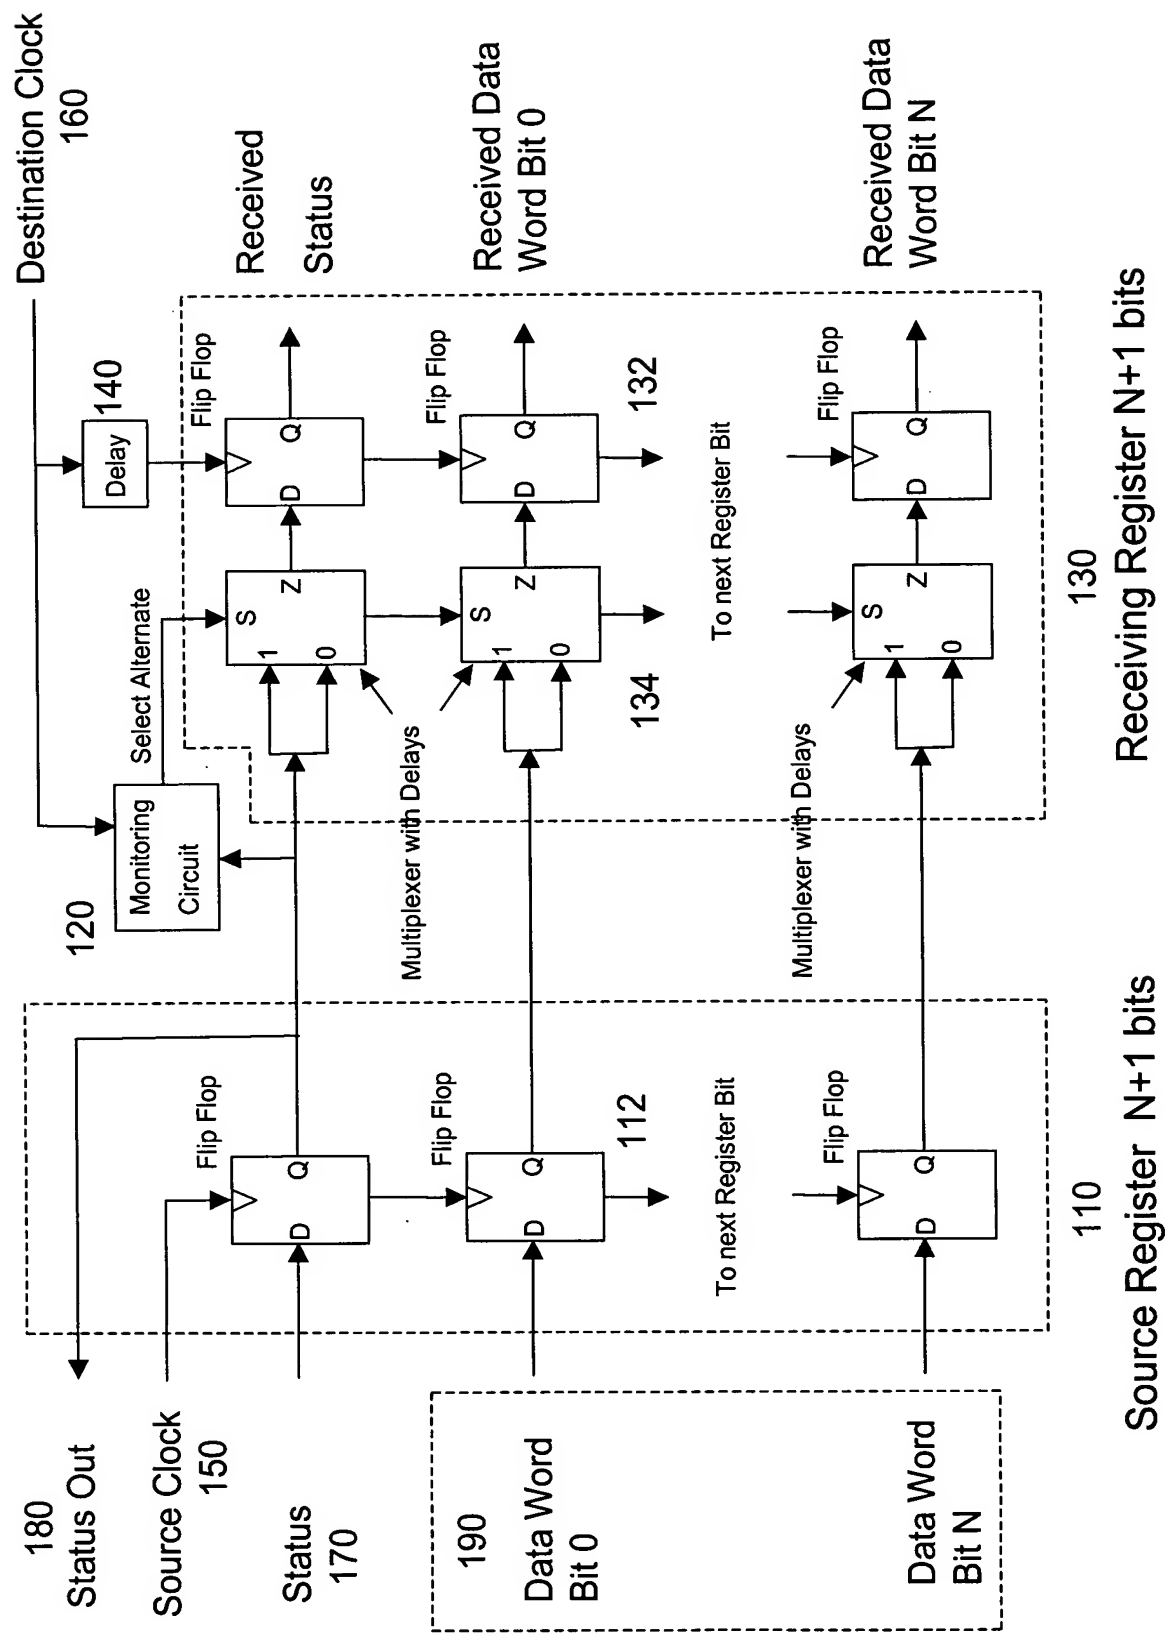 Destination Clock
160
140
Delay
Select Alternate
120
Monitoring
Circuit
180
Status Out
Source Clock
150
Status
170
Flip Flop
D
Q
S
1
0
Z
Flip Flop
D
Q
Received
Status
Multiplexer with Delays
190
Data Word
Bit 0
Flip Flop
D
Q
112
S
1
0
Z
134
Flip Flop
D
Q
132
Received Data
Word Bit 0
To next Register Bit
To next Register Bit
Multiplexer with Delays
Data Word
Bit N
Flip Flop
D
Q
S
1
0
Z
Flip Flop
D
Q
Received Data
Word Bit N
110
Source Register N+1 bits
130
Receiving Register N+1 bits